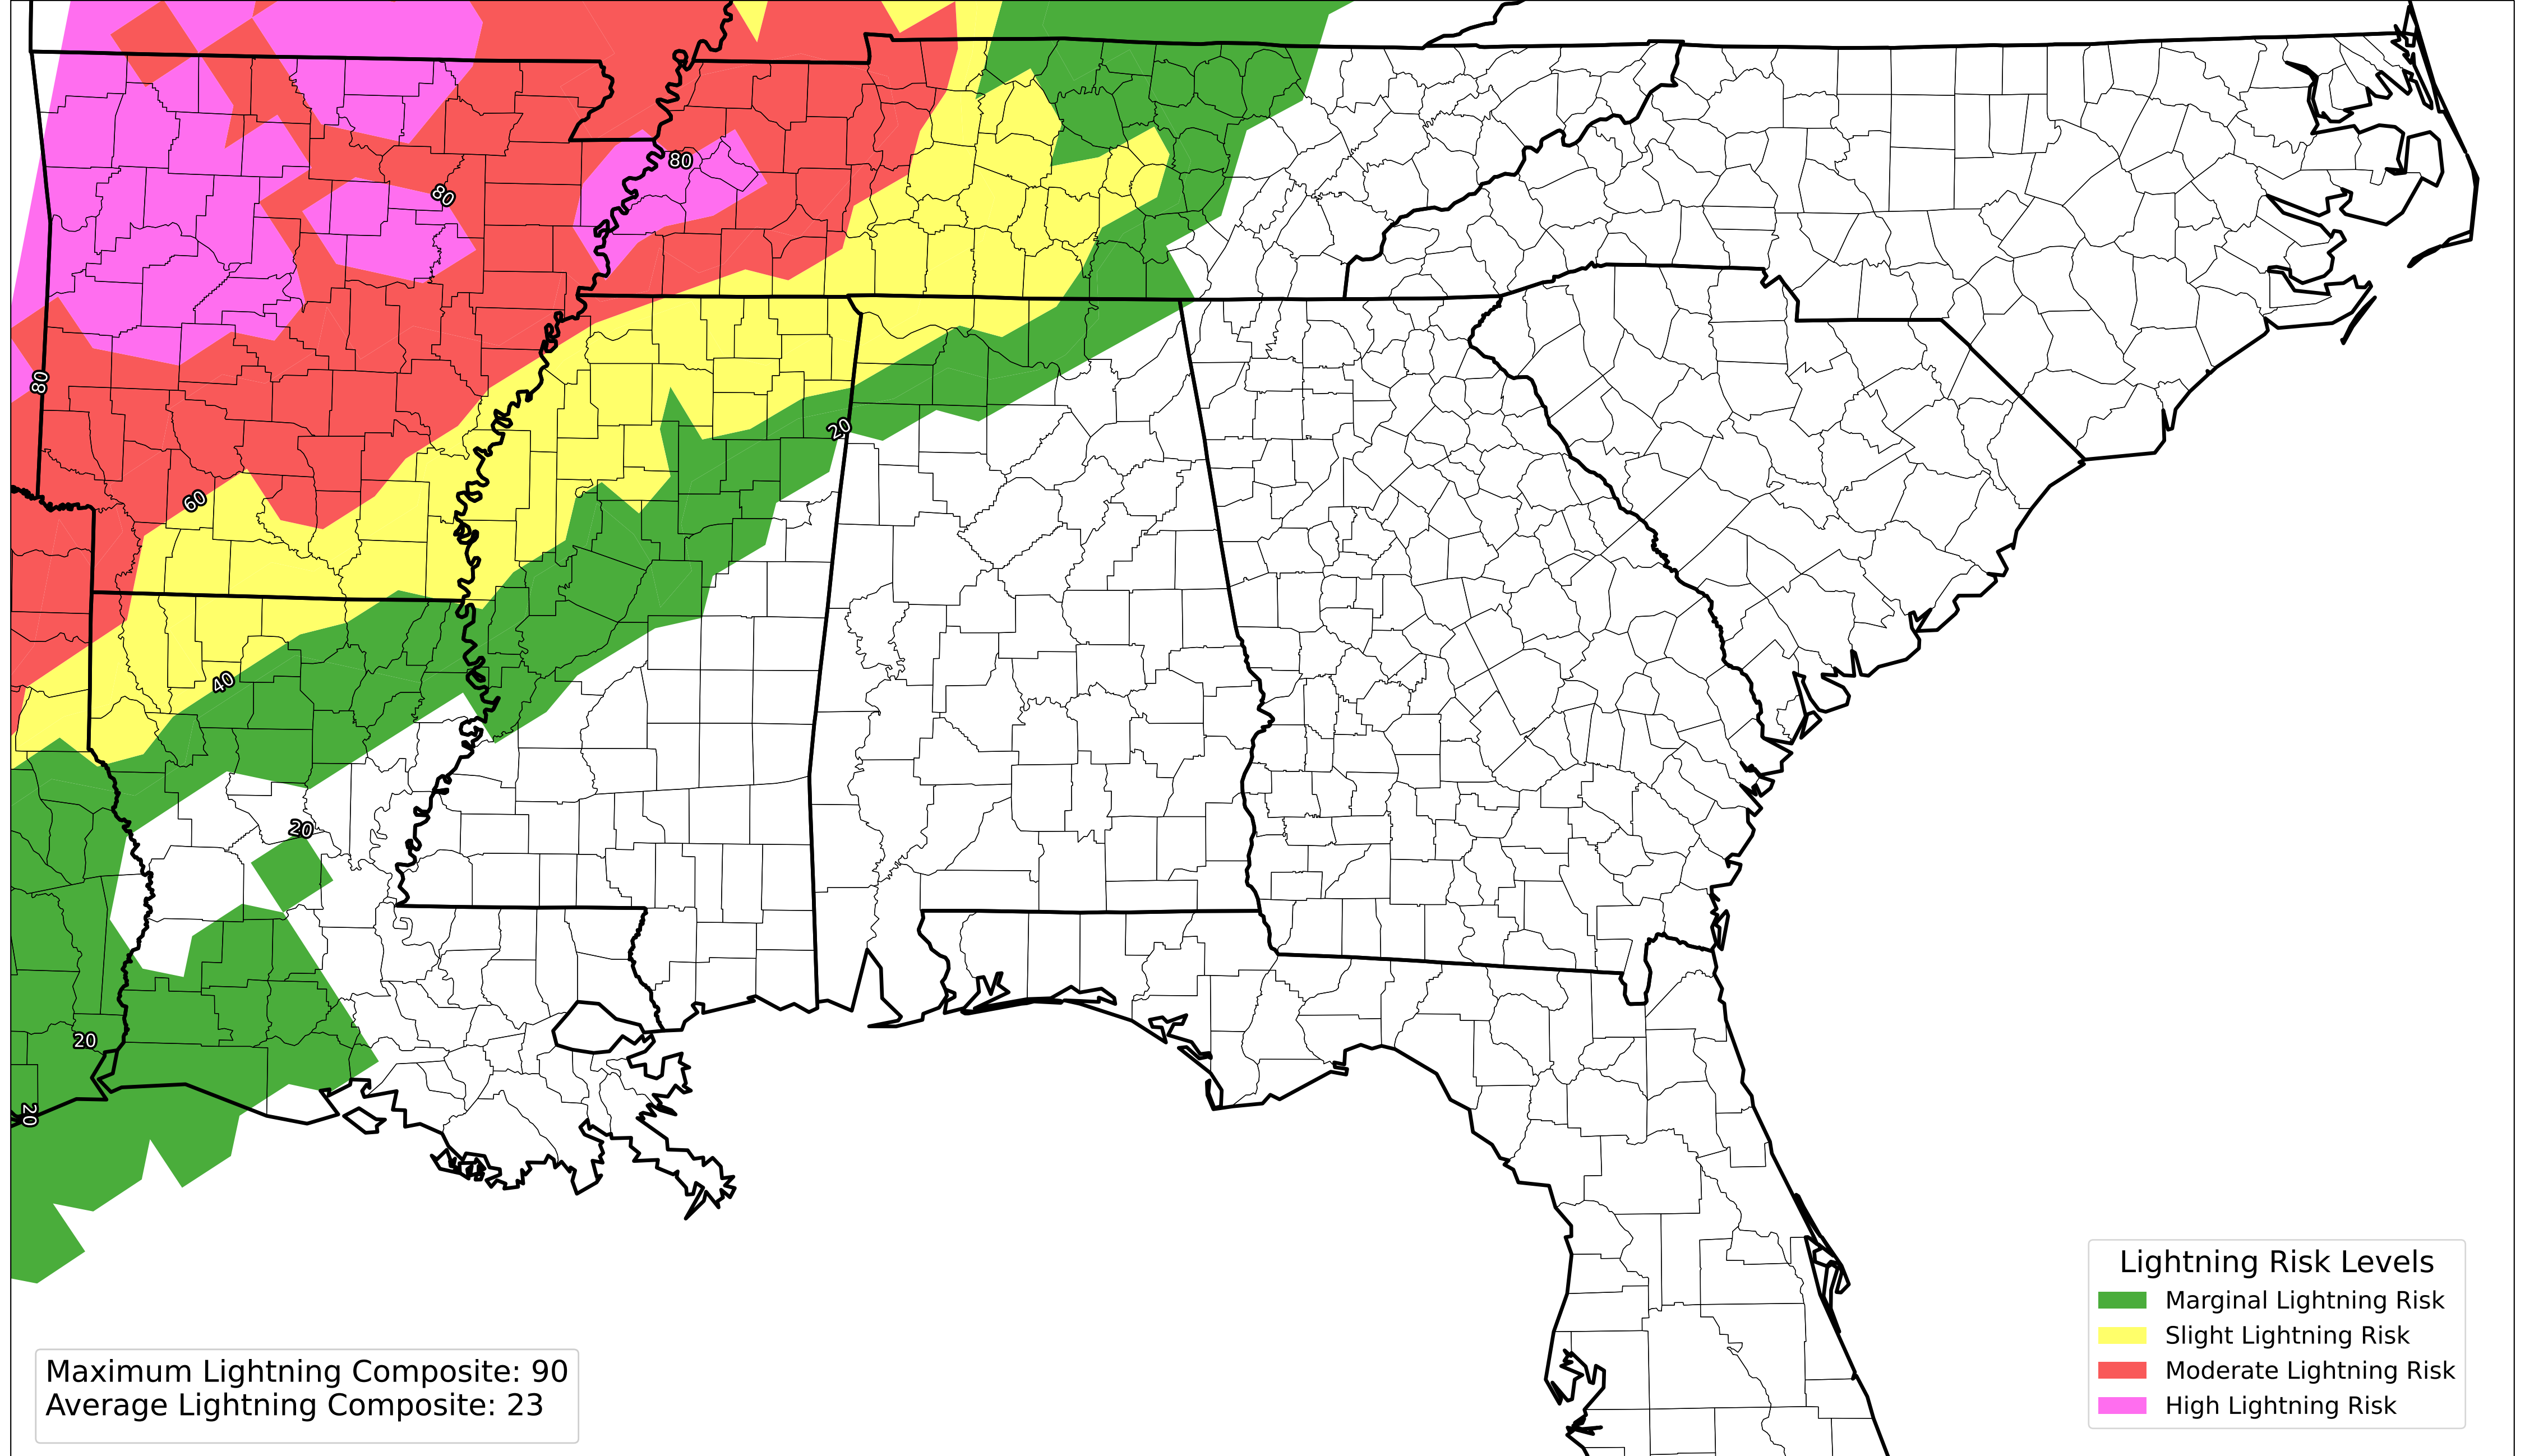 80
80
80
20
60
40
20
20
20
Lightning Risk Levels
Marginal Lightning Risk
Slight Lightning Risk
Moderate Lightning Risk
High Lightning Risk
Maximum Lightning Composite: 90
Average Lightning Composite: 23